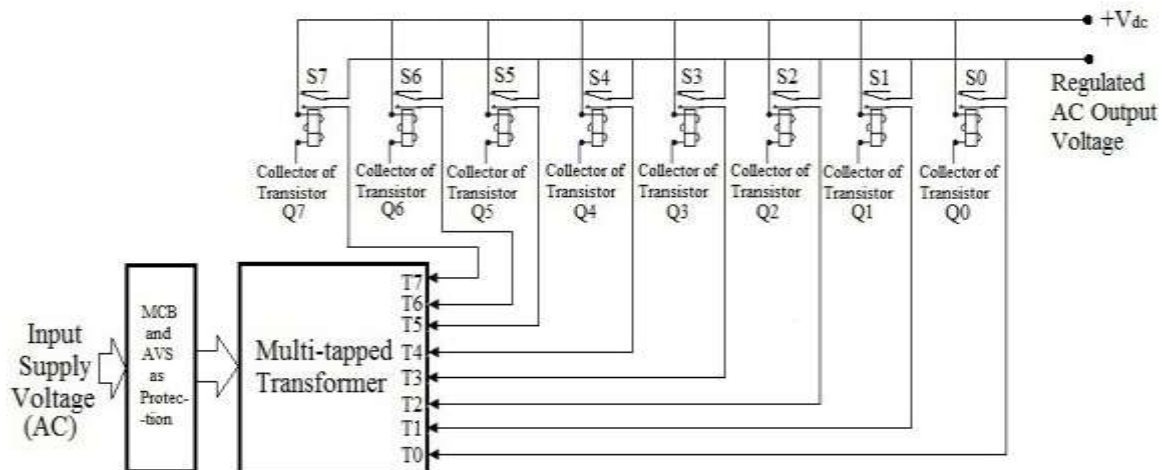 +Vdc
S7 S6 S5 S4 S3 S2 S1 S0
Regulated
AC Output
Voltage
Collector of
Transistor
Q7
Collector of
Transistor
Q6
Collector of
Transistor
Q5
Collector of
Transistor
Q4
Collector of
Transistor
Q3
Collector of
Transistor
Q2
Collector of
Transistor
Q1
Collector of
Transistor
Q0
Input
Supply
Voltage
(AC)
MCB
and
AVS
as
Protec-
-tion
Multi-tapped
Transformer
T7
T6
T5
T4
T3
T2
T1
T0